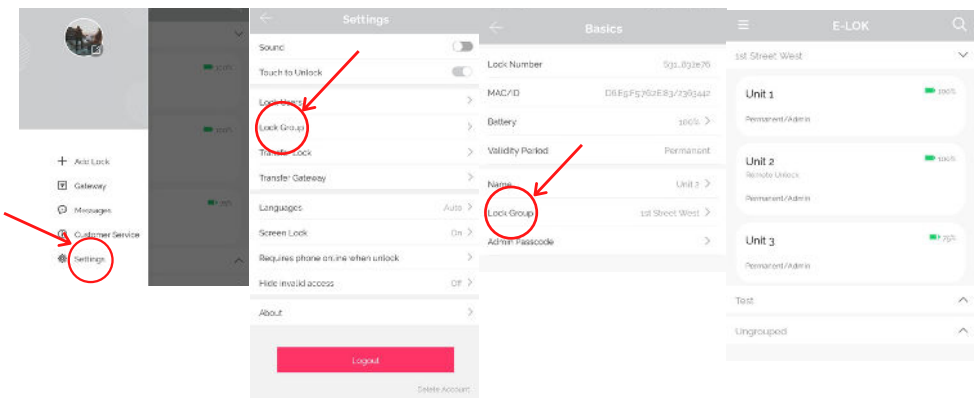 100%
100%
75%
Add Lock
Gateway
Messages
Customer Service
Settings
Settings
Sound
Touch to Unlock
Lock Users
Lock Group
Transfer Lock
Transfer Gateway
Languages Auto
Screen Lock On
Requires phone online when unlock
Hide invalid access Off
About
Logout
Delete Account
Basics
Lock Number
MAC/ID
Battery 100%
Validity Period Permanent
Name Unit 2
Lock Group 1st Street West
Admin Passcode
E-LOK
1st Street West
Unit 1 100%
Permanent/Admin
Unit 2 100%
Remote Unlock
Permanent/Admin
Unit 3 75%
Permanent/Admin
Test
Ungrouped